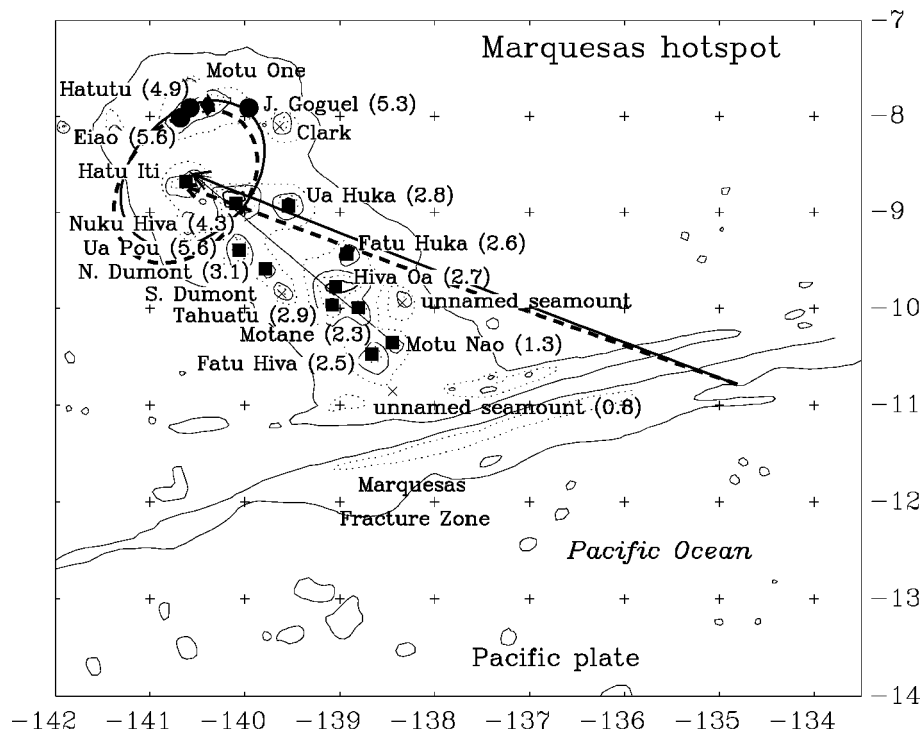 Marquesas hotspot
Motu One
Hatutu (4.9)
J. Goguel (5.3)
Eiao (5.6)
Clark
Hatu Iti
Ua Huka (2.8)
Nuku Hiva (4.3)
Ua Pou (5.6)
Fatu Huka (2.6)
N. Dumont (3.1)
Hiva Oa (2.7)
S. Dumont
unnamed seamount
Tahuatu (2.9)
Motane (2.3)
Motu Nao (1.3)
Fatu Hiva (2.5)
unnamed seamount (0.8)
Marquesas
Fracture Zone
Pacific Ocean
Pacific plate
-7
-8
-9
-10
-11
-12
-13
-14
-142 -141 -140 -139 -138 -137 -136 -135 -134